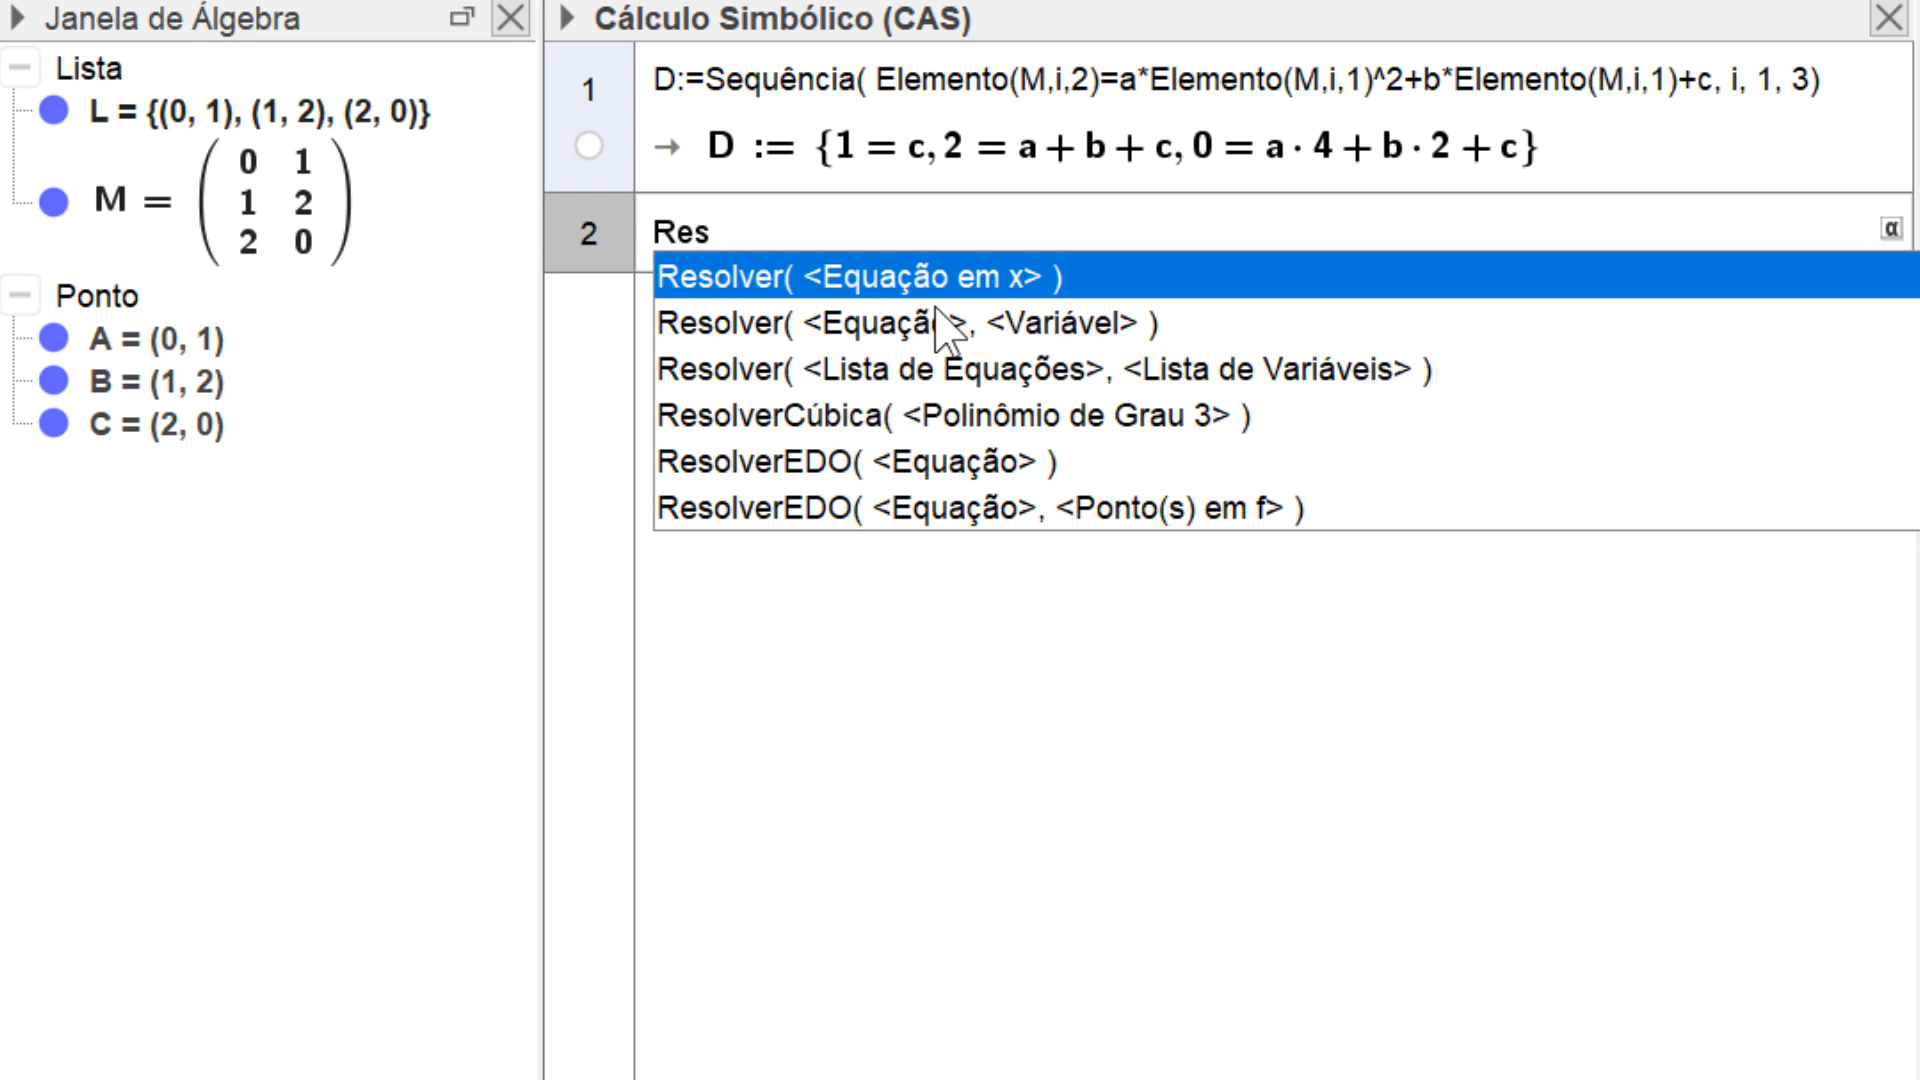 Janela de Álgebra
Lista
L = {(0, 1), (1, 2), (2, 0)}
M = ( 0 1
1 2
2 0 )
Ponto
A = (0, 1)
B = (1, 2)
C = (2, 0)
Cálculo Simbólico (CAS)
1
D:=Sequência( Elemento(M,i,2)=a*Elemento(M,i,1)^2+b*Elemento(M,i,1)+c, i, 1, 3)
→ D := {1 = c, 2 = a + b + c, 0 = a · 4 + b · 2 + c}
2
Res
α
Resolver( <Equação em x> )
Resolver( <Equação>, <Variável> )
Resolver( <Lista de Equações>, <Lista de Variáveis> )
ResolverCúbica( <Polinômio de Grau 3> )
ResolverEDO( <Equação> )
ResolverEDO( <Equação>, <Ponto(s) em f> )